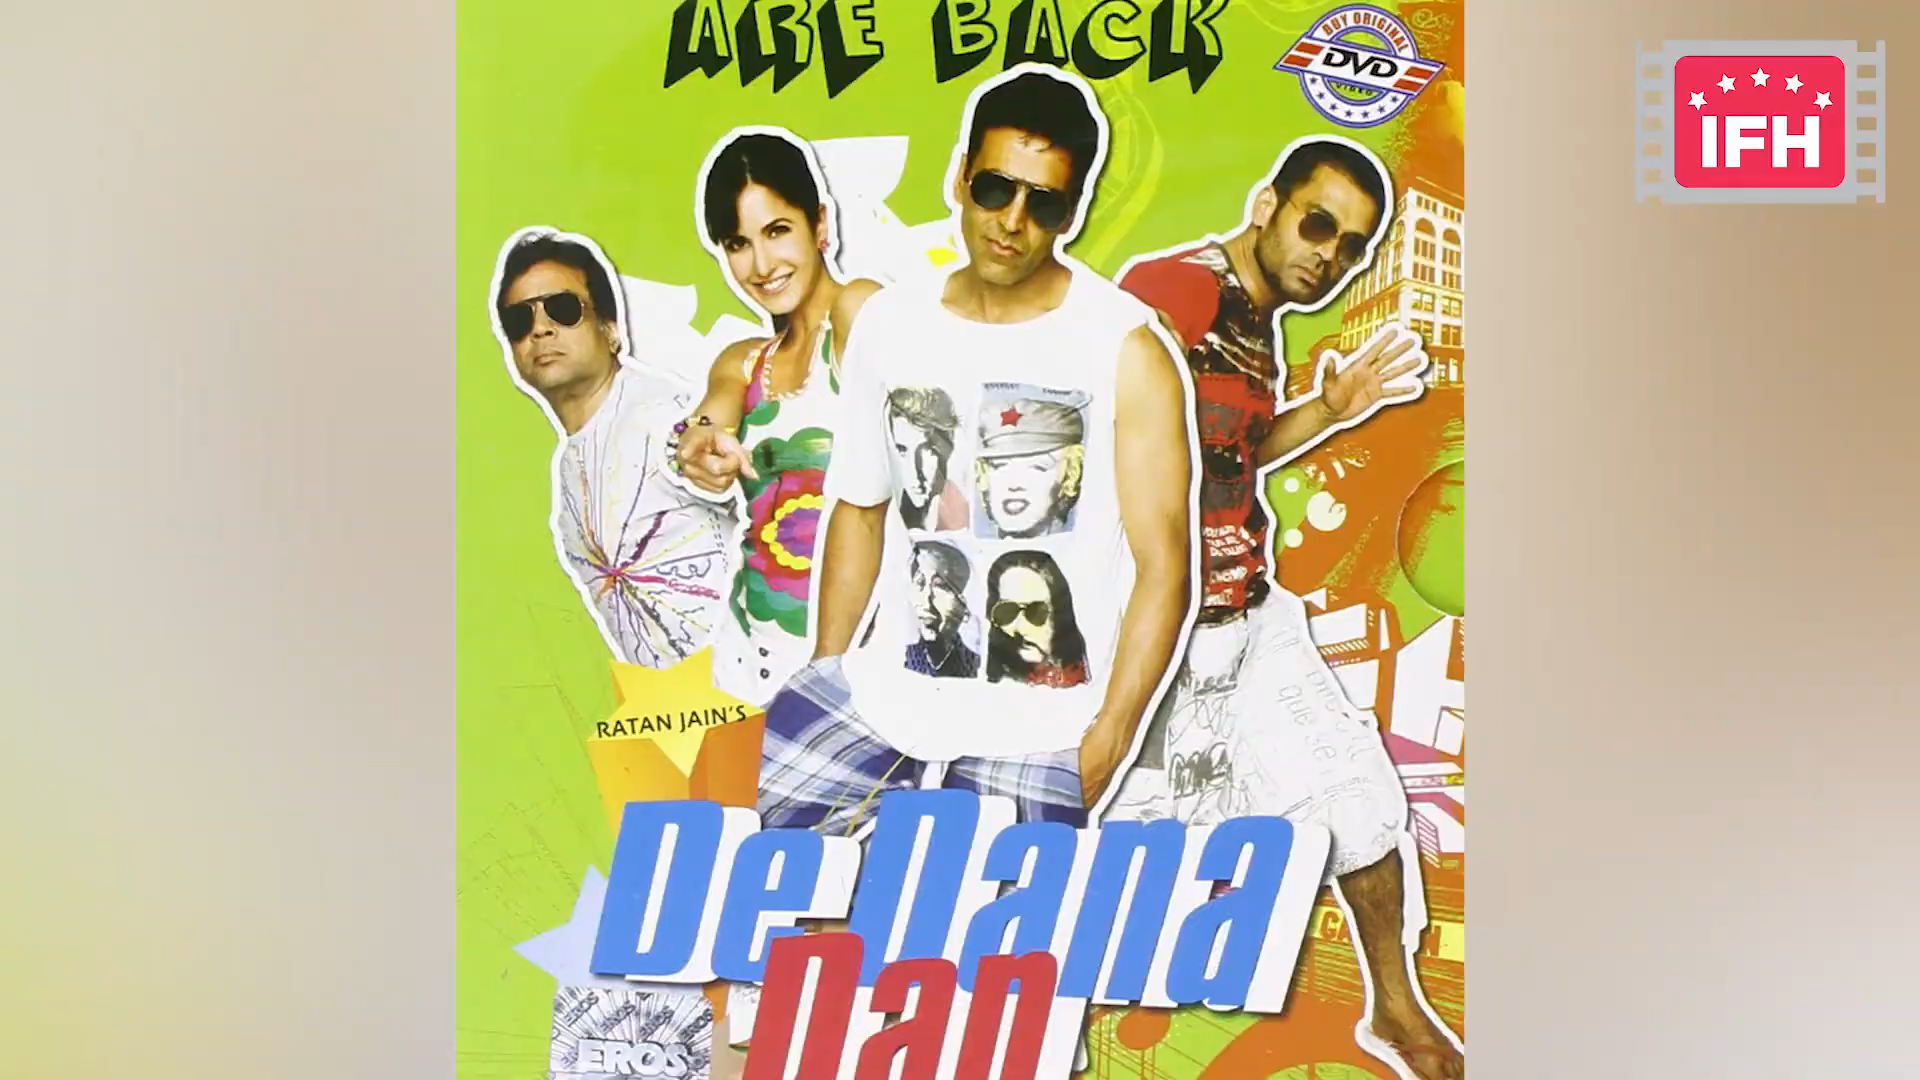 ARE BACK
BUY ORIGINAL
DVD
VIDEO
IFH
RATAN JAIN'S
De Dana
Dan
EROS